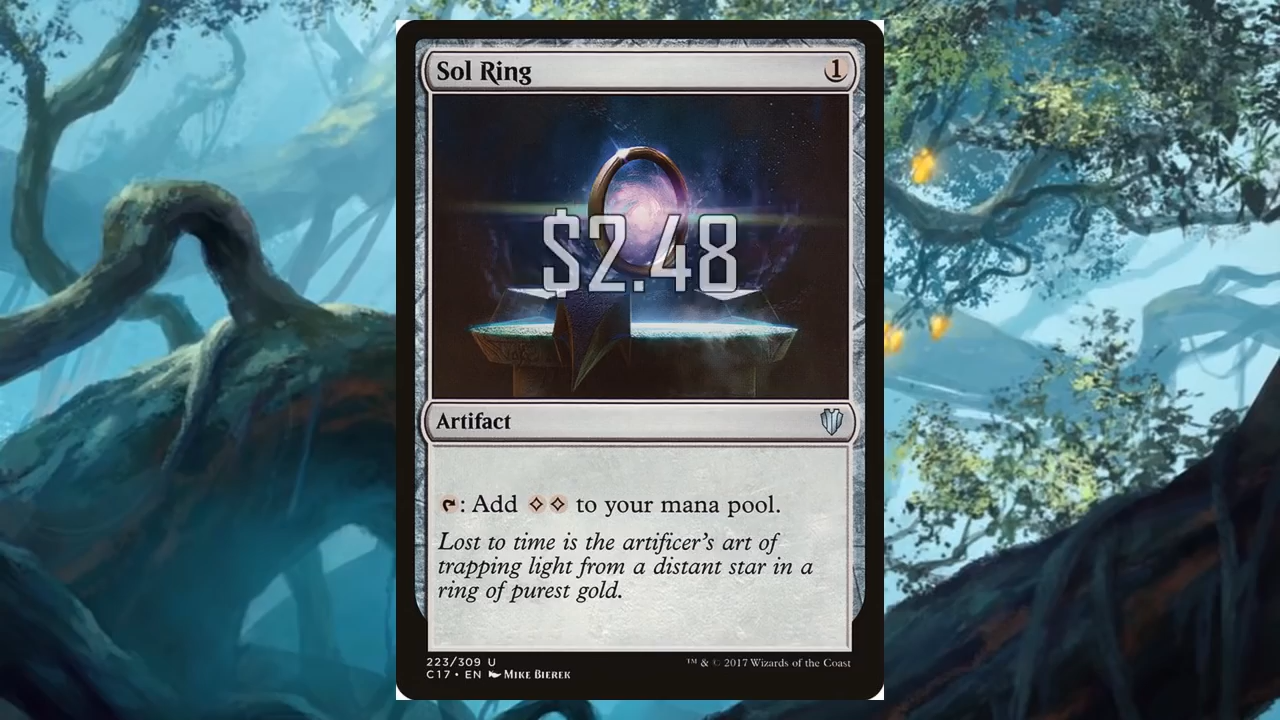 Sol Ring 1
$2.48
Artifact
: Add to your mana pool.
Lost to time is the artificer's art of
trapping light from a distant star in a
ring of purest gold.
223/309 U
™ & © 2017 Wizards of the Coast
C17 • EN Mike Bierek